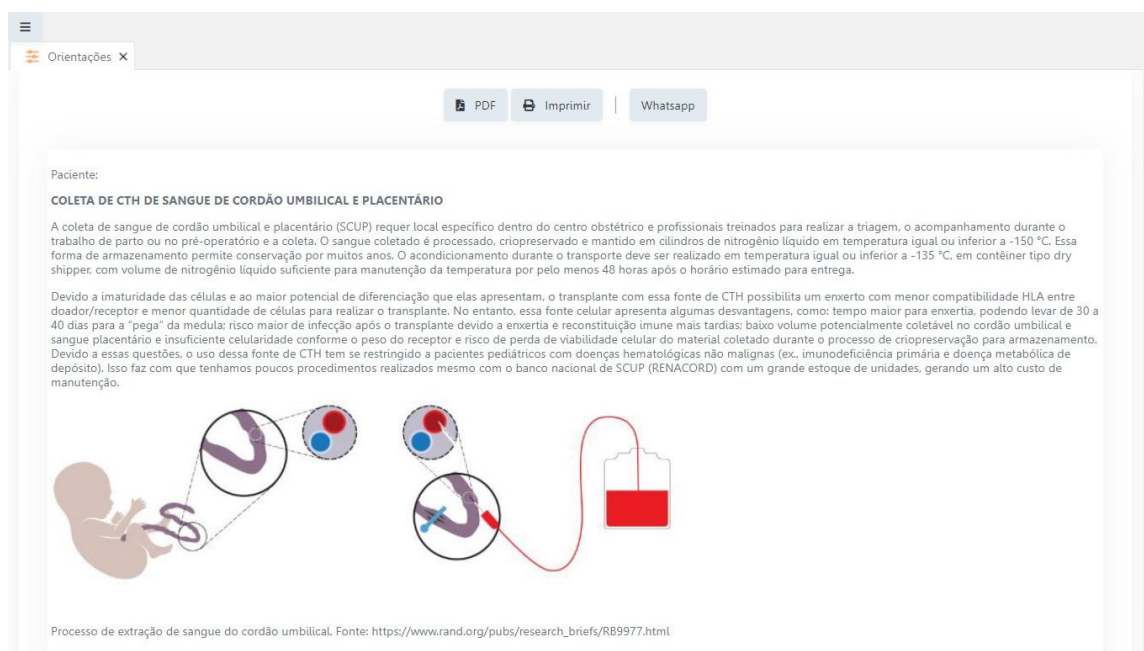 Orientações
PDF Imprimir | Whatsapp
Paciente:
COLETA DE CTH DE SANGUE DE CORDÃO UMBILICAL E PLACENTÁRIO
A coleta de sangue de cordão umbilical e placentário (SCUP) requer local específico dentro do centro obstétrico e profissionais treinados para realizar a triagem, o acompanhamento durante o
trabalho de parto ou no pré-operatório e a coleta. O sangue coletado é processado, criopreservado e mantido em cilindros de nitrogênio líquido em temperatura igual ou inferior a -150 °C. Essa
forma de armazenamento permite conservação por muitos anos. O acondicionamento durante o transporte deve ser realizado em temperatura igual ou inferior a -135 °C, em contêiner tipo dry
shipper, com volume de nitrogênio líquido suficiente para manutenção da temperatura por pelo menos 48 horas após o horário estimado para entrega.
Devido a imaturidade das células e ao maior potencial de diferenciação que elas apresentam, o transplante com essa fonte de CTH possibilita um enxerto com menor compatibilidade HLA entre
doador/receptor e menor quantidade de células para realizar o transplante. No entanto, essa fonte celular apresenta algumas desvantagens, como: tempo maior para enxertia, podendo levar de 30 a
40 dias para a "pega" da medula; risco maior de infecção após o transplante devido a enxertia e reconstituição imune mais tardias; baixo volume potencialmente coletável no cordão umbilical e
sangue placentário e insuficiente celularidade conforme o peso do receptor e risco de perda de viabilidade celular do material coletado durante o processo de criopreservação para armazenamento.
Devido a essas questões, o uso dessa fonte de CTH tem se restringido a pacientes pediátricos com doenças hematológicas não malignas (ex., imunodeficiência primária e doença metabólica de
depósito). Isso faz com que tenhamos poucos procedimentos realizados mesmo com o banco nacional de SCUP (RENACORD) com um grande estoque de unidades, gerando um alto custo de
manutenção.
Processo de extração de sangue do cordão umbilical. Fonte: https://www.rand.org/pubs/research_briefs/RB9977.html